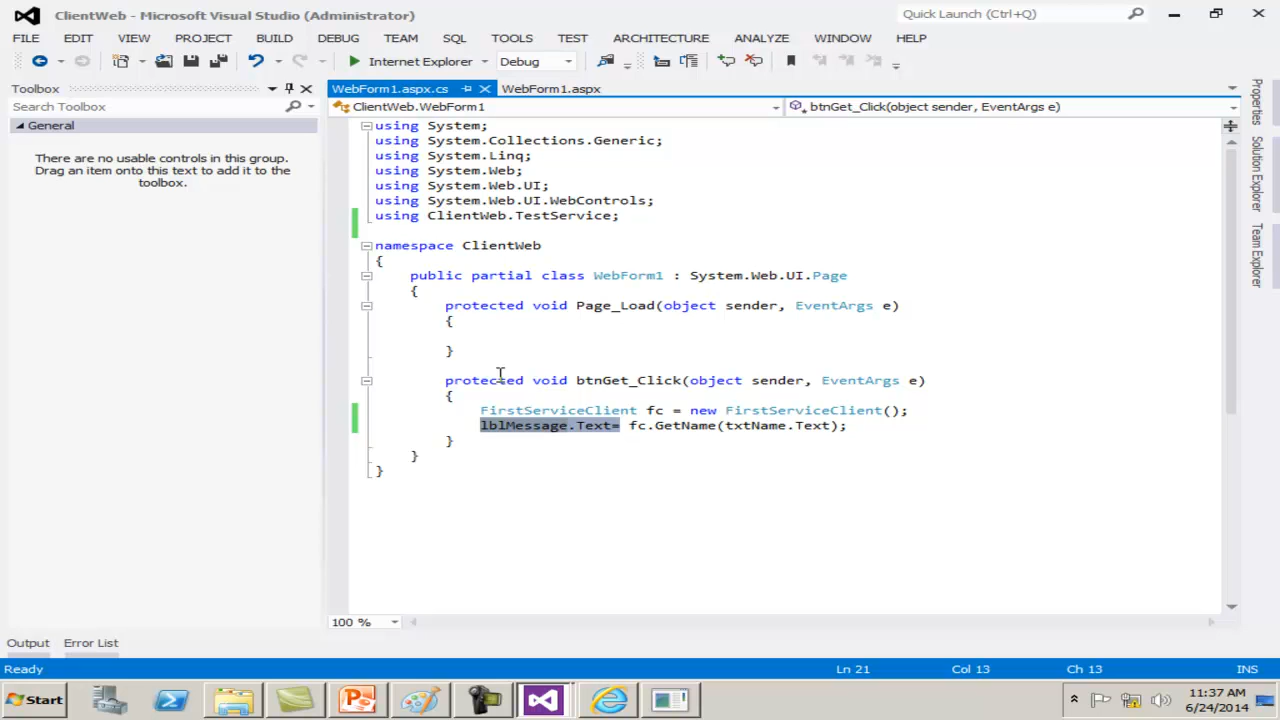 ClientWeb - Microsoft Visual Studio (Administrator)
Quick Launch (Ctrl+Q)
FILE EDIT VIEW PROJECT BUILD DEBUG TEAM SQL TOOLS TEST ARCHITECTURE ANALYZE WINDOW HELP
Internet Explorer Debug
Toolbox
WebForm1.aspx.cs WebForm1.aspx
Search Toolbox
ClientWeb.WebForm1
btnGet_Click(object sender, EventArgs e)
General
There are no usable controls in this group.
Drag an item onto this text to add it to the
toolbox.
using System;
using System.Collections.Generic;
using System.Linq;
using System.Web;
using System.Web.UI;
using System.Web.UI.WebControls;
using ClientWeb.TestService;
namespace ClientWeb
{
public partial class WebForm1 : System.Web.UI.Page
{
protected void Page_Load(object sender, EventArgs e)
{
}
protected void btnGet_Click(object sender, EventArgs e)
{
FirstServiceClient fc = new FirstServiceClient();
lblMessage.Text= fc.GetName(txtName.Text);
}
}
}
Properties
Solution Explorer
Team Explorer
100 %
Output Error List
Ready
Ln 21 Col 13 Ch 13 INS
Start
11:37 AM
6/24/2014